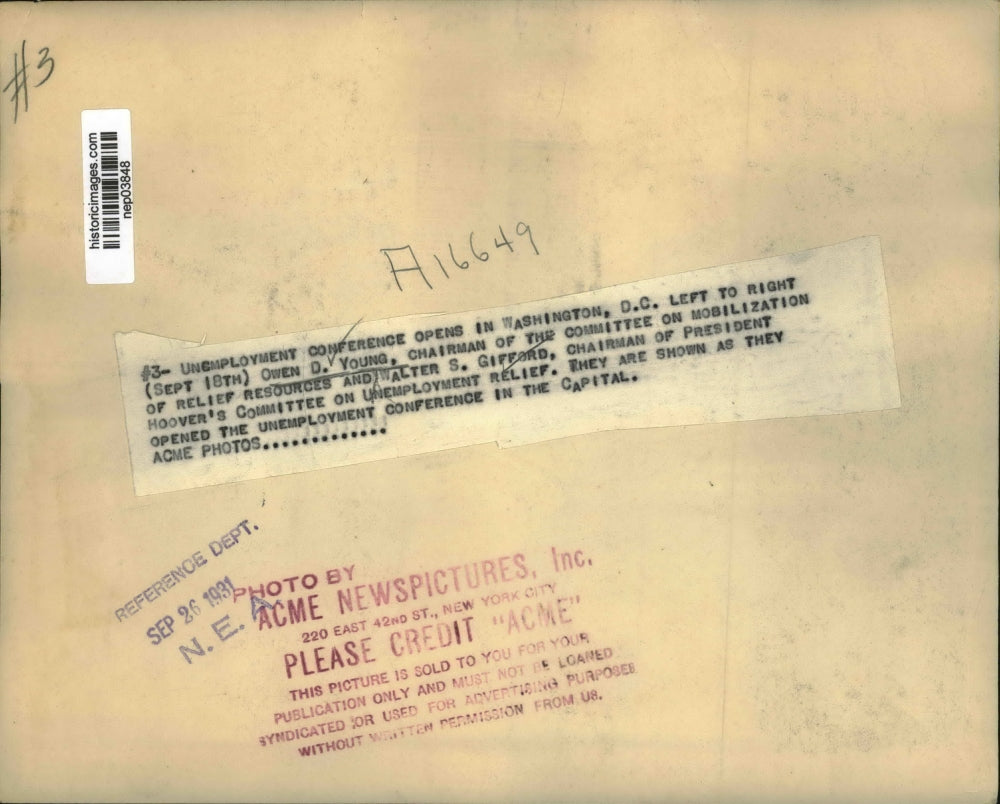 #3
historicimages.com
nep03848
A16649
#3- UNEMPLOYMENT CONFERENCE OPENS IN WASHINGTON, D.C. LEFT TO RIGHT
(SEPT 18TH) OWEN D. YOUNG, CHAIRMAN OF THE COMMITTEE ON MOBILIZATION
OF RELIEF RESOURCES AND WALTER S. GIFFORD, CHAIRMAN OF PRESIDENT
HOOVER'S COMMITTEE ON UNEMPLOYMENT RELIEF. THEY ARE SHOWN AS THEY
OPENED THE UNEMPLOYMENT CONFERENCE IN THE CAPITAL.
ACME PHOTOS.............
REFERENCE DEPT.
SEP 26 1931
N. E. A.
PHOTO BY
ACME NEWSPICTURES, Inc.
220 EAST 42ND ST., NEW YORK CITY
PLEASE CREDIT "ACME"
THIS PICTURE IS SOLD TO YOU FOR YOUR
PUBLICATION ONLY AND MUST NOT BE LOANED
SYNDICATED OR USED FOR ADVERTISING PURPOSES
WITHOUT WRITTEN PERMISSION FROM US.